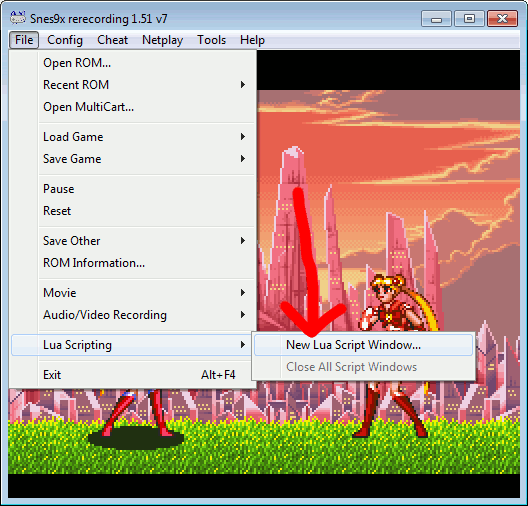 Snes9x rerecording 1.51 v7
File Config Cheat Netplay Tools Help
Open ROM...
Recent ROM
Open MultiCart...
Load Game
Save Game
Pause
Reset
Save Other
ROM Information...
Movie
Audio/Video Recording
Lua Scripting
New Lua Script Window...
Close All Script Windows
Exit Alt+F4